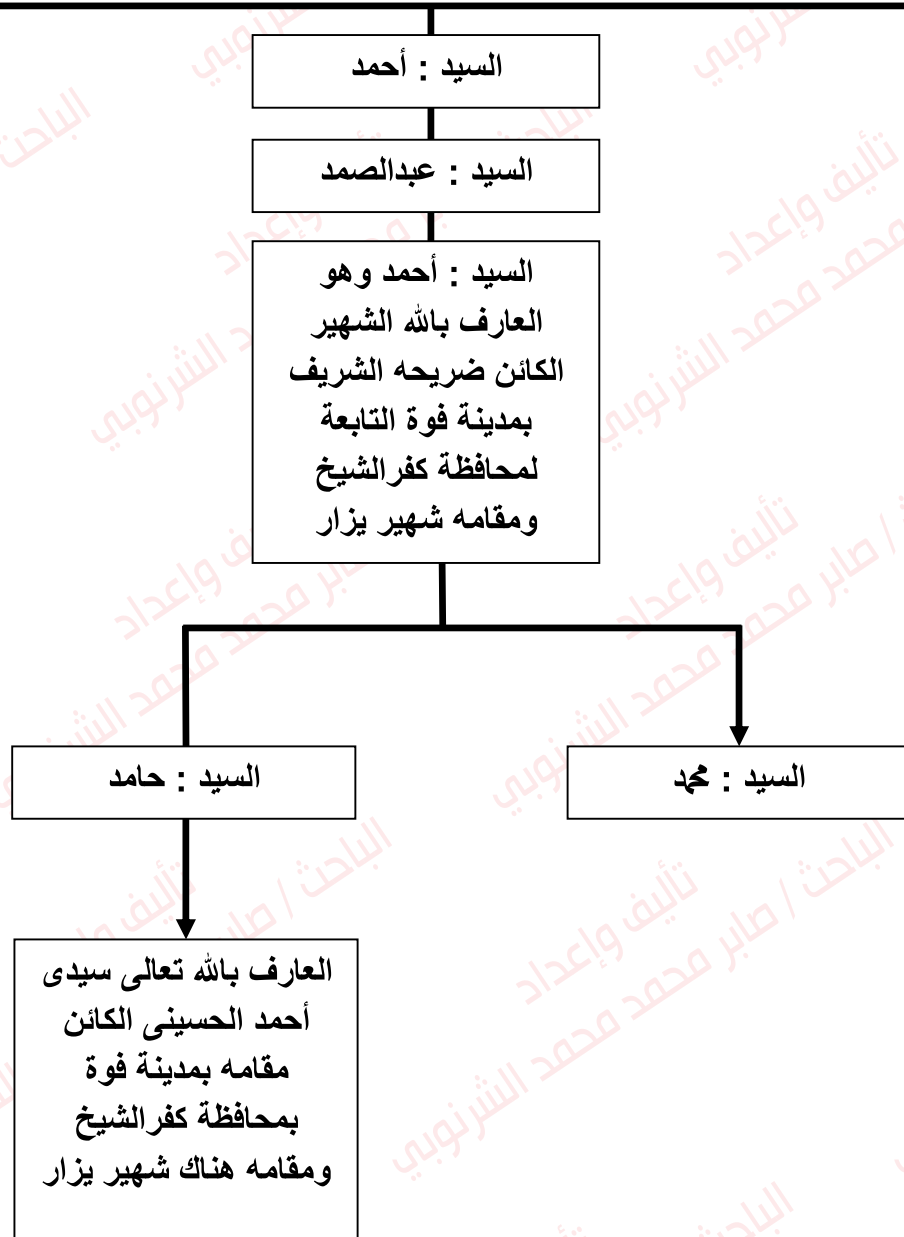 السيد : أحمد
السيد : عبدالصمد
السيد : أحمد وهو
العارف بالله الشهير
الكائن ضريحه الشريف
بمدينة فوة التابعة
لمحافظة كفرالشيخ
ومقامه شهير يزار
السيد : محمد
السيد : حامد
العارف بالله تعالى سيدى
أحمد الحسينى الكائن
مقامه بمدينة فوة
بمحافظة كفرالشيخ
ومقامه هناك شهير يزار
تأليف وإعداد
الباحث / صابر محمد محمد الشرنوبي